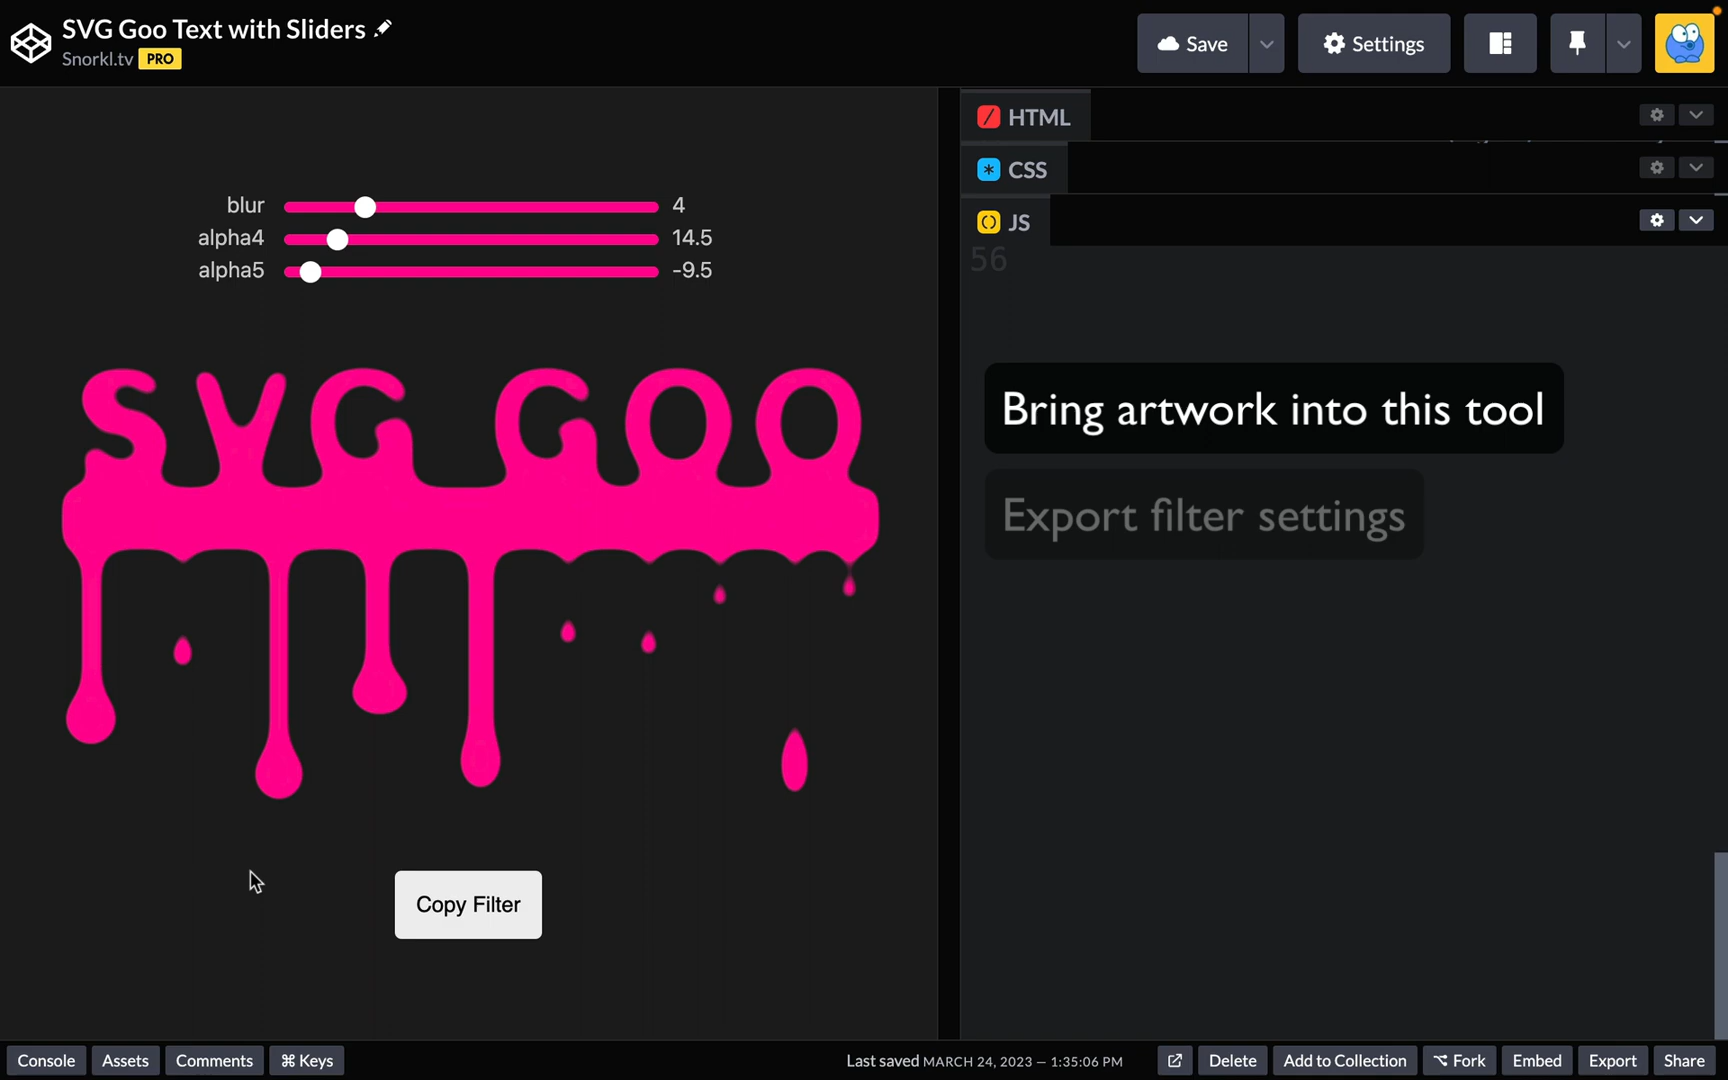 SVG Goo Text with Sliders
Snorkl.tv PRO
Save
Settings
HTML
CSS
JS
56
blur 4
alpha4 14.5
alpha5 -9.5
SVG GOO
Bring artwork into this tool
Export filter settings
Copy Filter
Console
Assets
Comments
⌘ Keys
Last saved MARCH 24, 2023 — 1:35:06 PM
Delete
Add to Collection
Fork
Embed
Export
Share